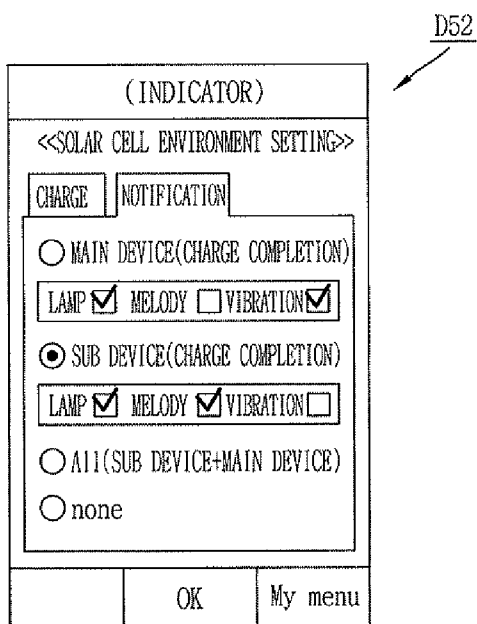 D52
(INDICATOR)
<<SOLAR CELL ENVIRONMENT SETTING>>
CHARGE NOTIFICATION
MAIN DEVICE(CHARGE COMPLETION)
LAMP MELODY VIBRATION
SUB DEVICE(CHARGE COMPLETION)
LAMP MELODY VIBRATION
All(SUB DEVICE+MAIN DEVICE)
none
OK My menu